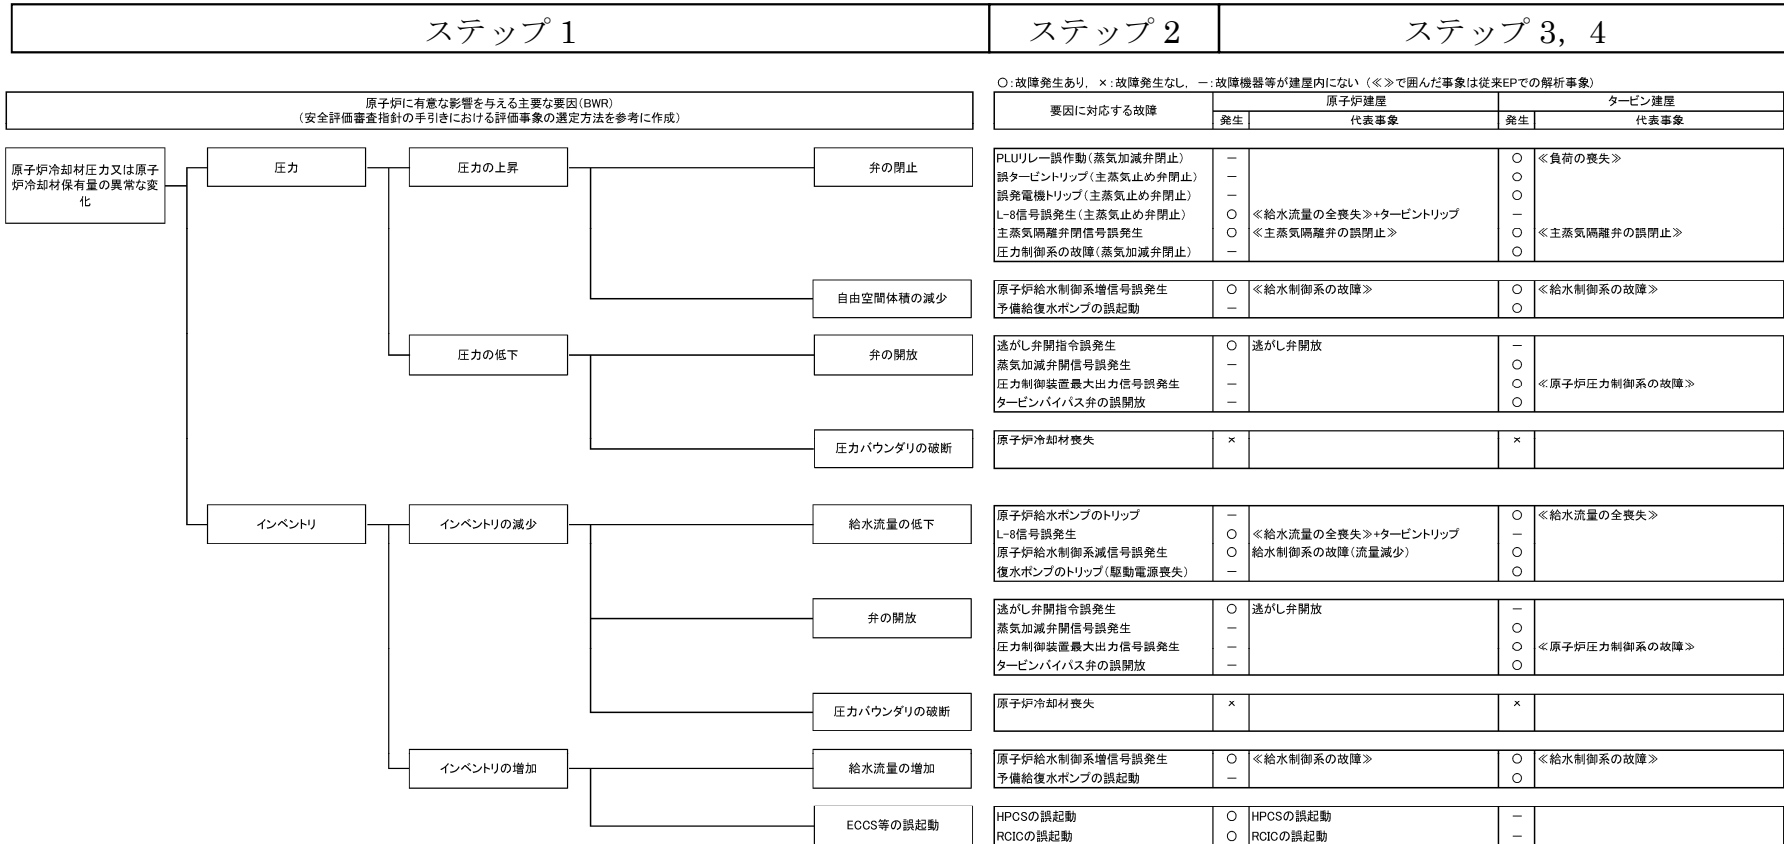 ステップ 1
ステップ 2
ステップ 3, 4
○:故障発生あり, ×:故障発生なし, −:故障機器等が建屋内にない (≪≫で囲んだ事象は従来EPでの解析事象)
原子炉に有意な影響を与える主要な要因(BWR)
(安全評価審査指針の手引きにおける評価事象の選定方法を参考に作成)
要因に対応する故障
原子炉建屋
タービン建屋
発生 代表事象 発生 代表事象
原子炉冷却材圧力又は原子
炉冷却材保有量の異常な変
化
圧力
圧力の上昇
弁の閉止
PLUリレー誤作動(蒸気加減弁閉止) − ○ ≪負荷の喪失≫
誤タービントリップ(主蒸気止め弁閉止) − ○
誤発電機トリップ(主蒸気止め弁閉止) − ○
L-8信号誤発生(主蒸気止め弁閉止) ○ ≪給水流量の全喪失≫+タービントリップ −
主蒸気隔離弁閉信号誤発生 ○ ≪主蒸気隔離弁の誤閉止≫ ○ ≪主蒸気隔離弁の誤閉止≫
圧力制御系の故障(蒸気加減弁閉止) − ○
自由空間体積の減少
原子炉給水制御系増信号誤発生 ○ ≪給水制御系の故障≫ ○ ≪給水制御系の故障≫
予備給復水ポンプの誤起動 − ○
圧力の低下
弁の開放
逃がし弁開指令誤発生 ○ 逃がし弁開放 −
蒸気加減弁開信号誤発生 − ○
圧力制御装置最大出力信号誤発生 − ○ ≪原子炉圧力制御系の故障≫
タービンバイパス弁の誤開放 − ○
圧力バウンダリの破断
原子炉冷却材喪失 × ×
インベントリ
インベントリの減少
給水流量の低下
原子炉給水ポンプのトリップ − ○ ≪給水流量の全喪失≫
L-8信号誤発生 ○ ≪給水流量の全喪失≫+タービントリップ −
原子炉給水制御系減信号誤発生 ○ 給水制御系の故障(流量減少) ○
復水ポンプのトリップ(駆動電源喪失) − ○
弁の開放
逃がし弁開指令誤発生 ○ 逃がし弁開放 −
蒸気加減弁開信号誤発生 − ○
圧力制御装置最大出力信号誤発生 − ○ ≪原子炉圧力制御系の故障≫
タービンバイパス弁の誤開放 − ○
圧力バウンダリの破断
原子炉冷却材喪失 × ×
インベントリの増加
給水流量の増加
原子炉給水制御系増信号誤発生 ○ ≪給水制御系の故障≫ ○ ≪給水制御系の故障≫
予備給復水ポンプの誤起動 − ○
ECCS等の誤起動
HPCSの誤起動 ○ HPCSの誤起動 −
RCICの誤起動 ○ RCICの誤起動 −